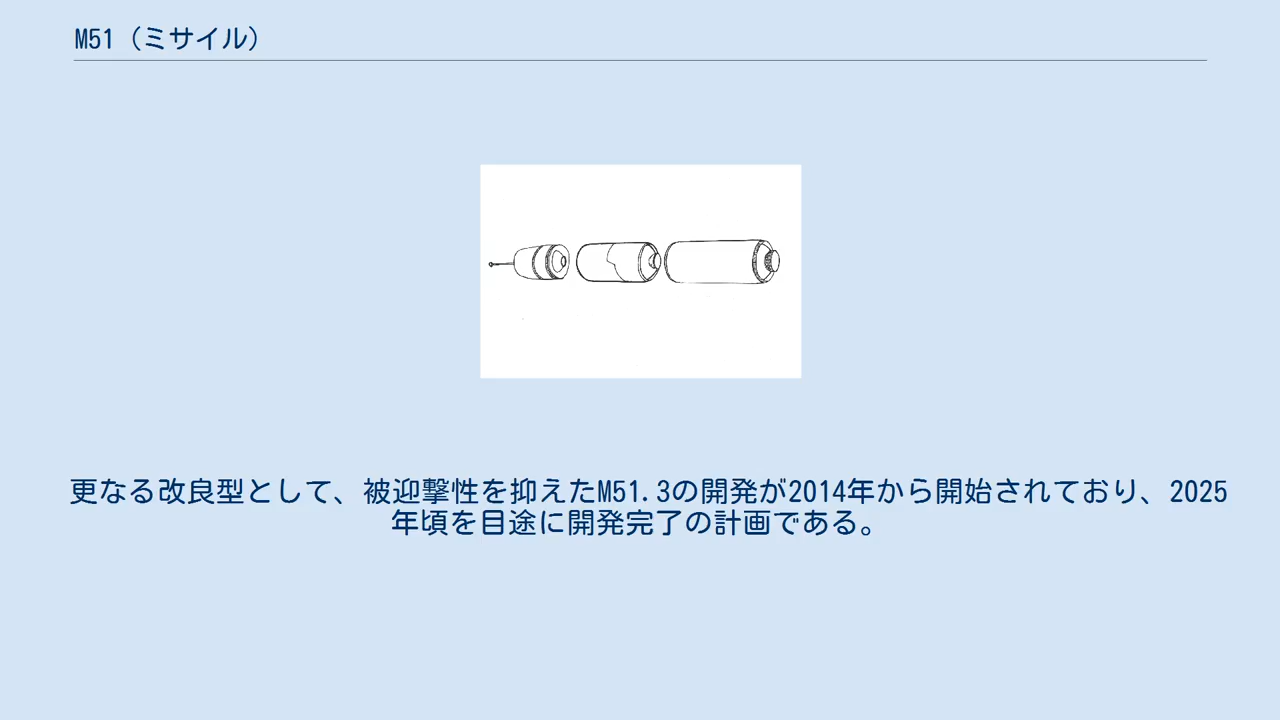 M51（ミサイル）
更なる改良型として、被迎撃性を抑えたM51.3の開発が2014年から開始されており、2025
年頃を目途に開発完了の計画である。